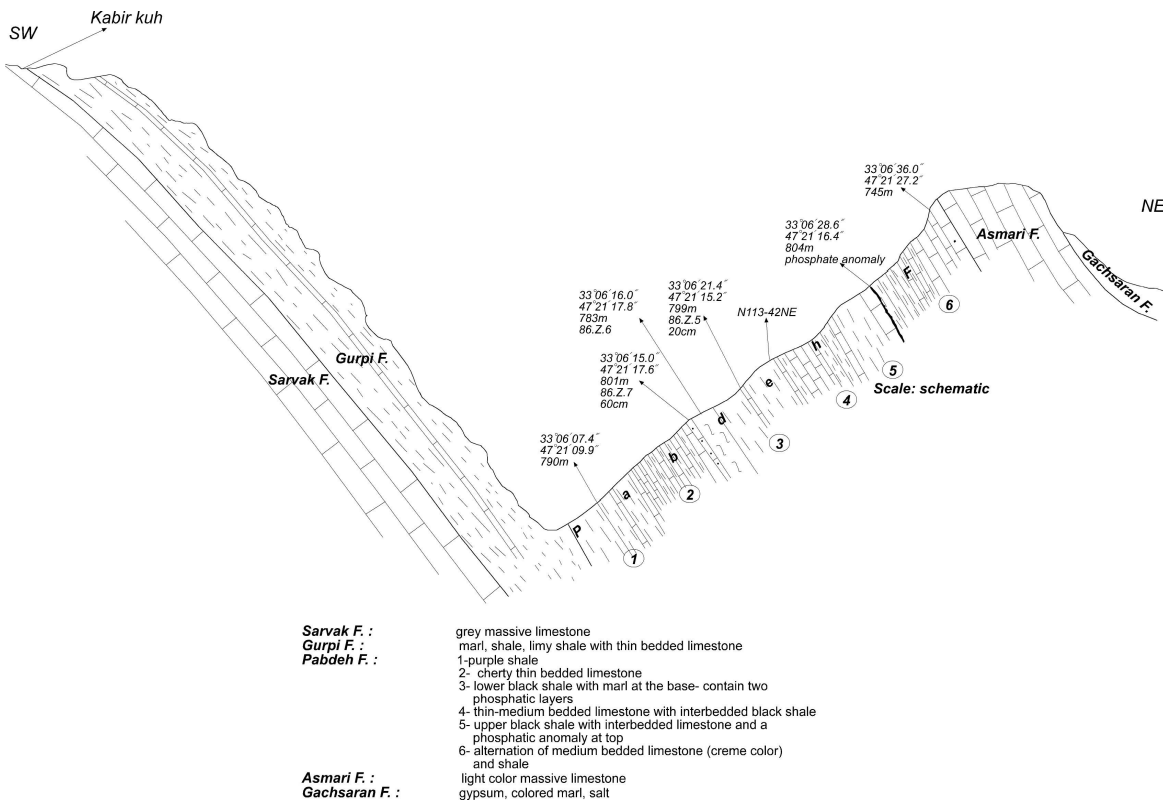 SW
Kabir kuh
NE
33°06´36.0˝
47°21´27.2˝
745m
Asmari F.
Gachsaran F.
33°06´28.6˝
47°21´16.4˝
804m
phosphate anomaly
F
6
33°06´21.4˝
47°21´15.2˝
799m
86.Z.5
20cm
N113-42NE
33°06´16.0˝
47°21´17.8˝
783m
86.Z.6
h
5
Scale: schematic
Gurpi F.
Sarvak F.
33°06´15.0˝
47°21´17.6˝
801m
86.Z.7
60cm
e
4
d
3
33°06´07.4˝
47°21´09.9˝
790m
b
2
a
P
1
Sarvak F. : grey massive limestone
Gurpi F. : marl, shale, limy shale with thin bedded limestone
Pabdeh F. : 1-purple shale
2- cherty thin bedded limestone
3- lower black shale with marl at the base- contain two
phosphatic layers
4- thin-medium bedded limestone with interbedded black shale
5- upper black shale with interbedded limestone and a
phosphatic anomaly at top
6- alternation of medium bedded limestone (creme color)
and shale
Asmari F. : light color massive limestone
Gachsaran F. : gypsum, colored marl, salt